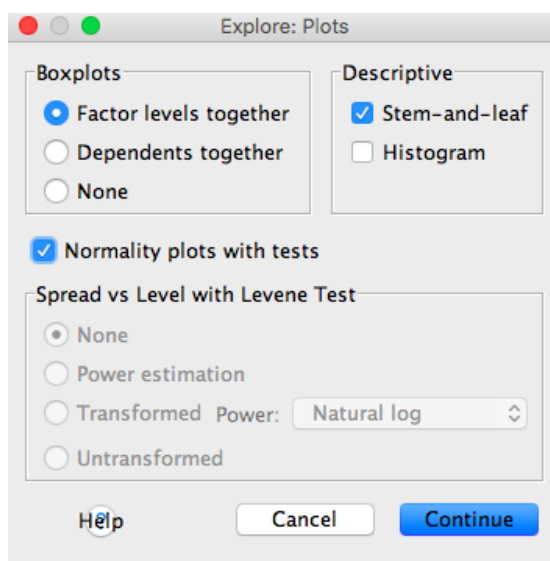 Explore: Plots
Boxplots
Factor levels together
Dependents together
None
Descriptive
Stem-and-leaf
Histogram
Normality plots with tests
Spread vs Level with Levene Test
None
Power estimation
Transformed Power: Natural log
Untransformed
Help
Cancel
Continue